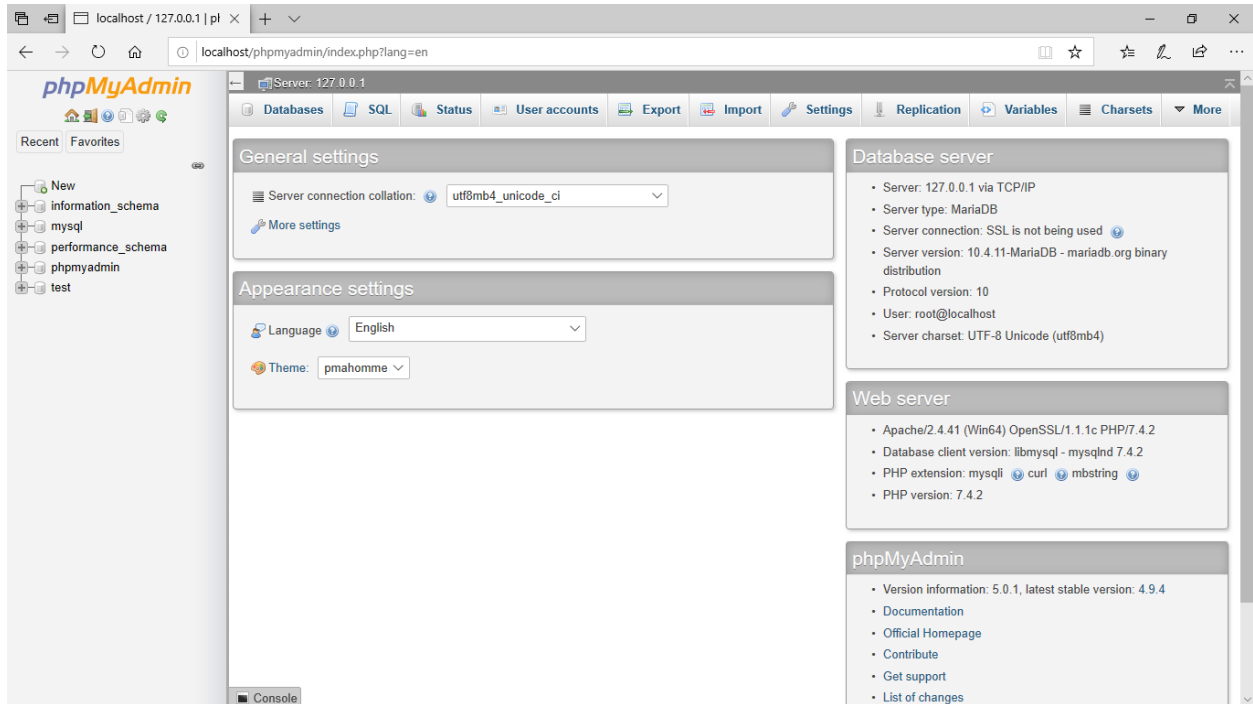 localhost / 127.0.0.1 | pł
localhost/phpmyadmin/index.php?lang=en
phpMyAdmin
Recent Favorites
New
information_schema
mysql
performance_schema
phpmyadmin
test
Server: 127.0.0.1
Databases SQL Status User accounts Export Import Settings Replication Variables Charsets More
General settings
Server connection collation: utf8mb4_unicode_ci
More settings
Appearance settings
Language English
Theme: pmahomme
Console
Database server
• Server: 127.0.0.1 via TCP/IP
• Server type: MariaDB
• Server connection: SSL is not being used
• Server version: 10.4.11-MariaDB - mariadb.org binary
distribution
• Protocol version: 10
• User: root@localhost
• Server charset: UTF-8 Unicode (utf8mb4)
Web server
• Apache/2.4.41 (Win64) OpenSSL/1.1.1c PHP/7.4.2
• Database client version: libmysql - mysqlnd 7.4.2
• PHP extension: mysqli curl mbstring
• PHP version: 7.4.2
phpMyAdmin
• Version information: 5.0.1, latest stable version: 4.9.4
• Documentation
• Official Homepage
• Contribute
• Get support
• List of changes